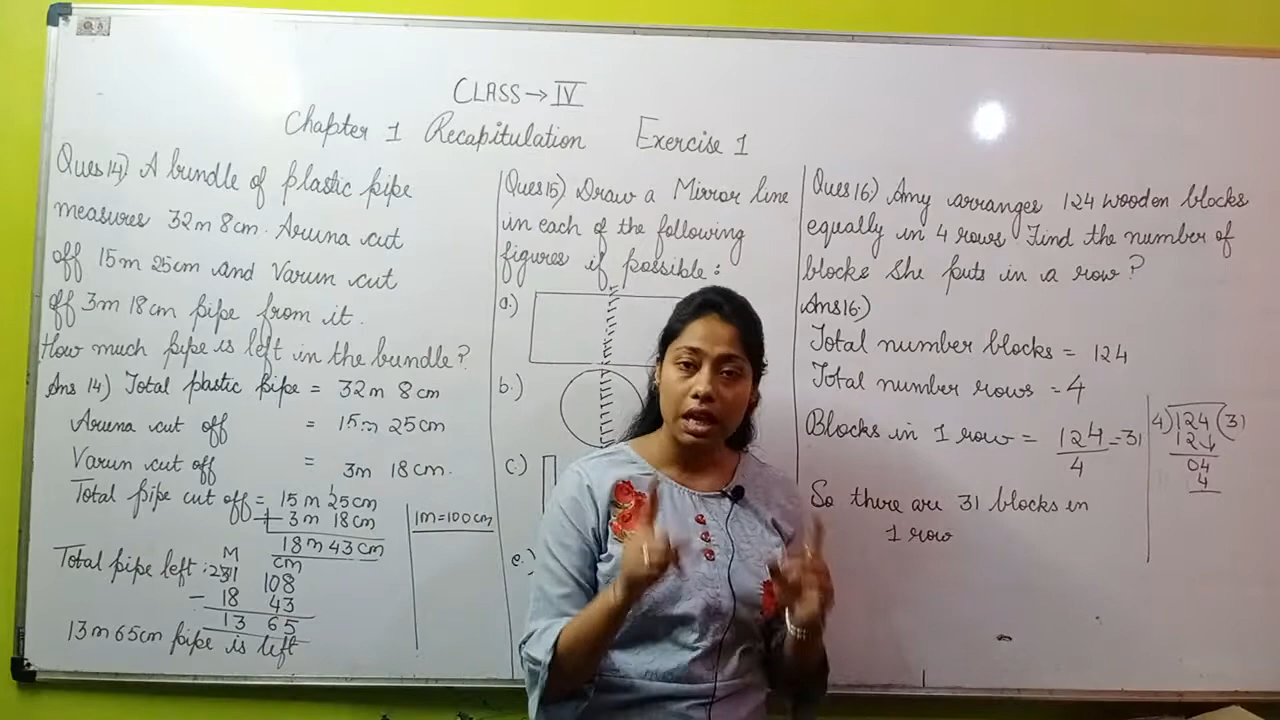 CLASS → IV
Chapter 1 Recapitulation Exercise 1
Ques 14) A bundle of plastic pipe
measures 32m 8cm. Aruna cut
off 15m 25cm and Varun cut
off 3m 18cm pipe from it.
How much pipe is left in the bundle?
Ans 14) Total plastic pipe = 32m 8cm
Aruna cut off = 15m 25cm
Varun cut off = 3m 18cm.
Total pipe cut off = 15m 25cm
+ 3m 18cm
18m 43cm
1m=100cm
M cm
Total pipe left : 31 108
- 18 43
13 65
13m 65cm pipe is left
Ques 15) Draw a Mirror line
in each of the following
figures if possible :
a.)
b.)
c.)
e.)
Ques 16) Amy arranges 124 wooden blocks
equally in 4 rows. Find the number of
blocks she puts in a row?
Ans 16.)
Total number blocks = 124
Total number rows = 4
Blocks in 1 row = 124 = 31
4
4)124(31
12↓
04
4
So there are 31 blocks in
1 row